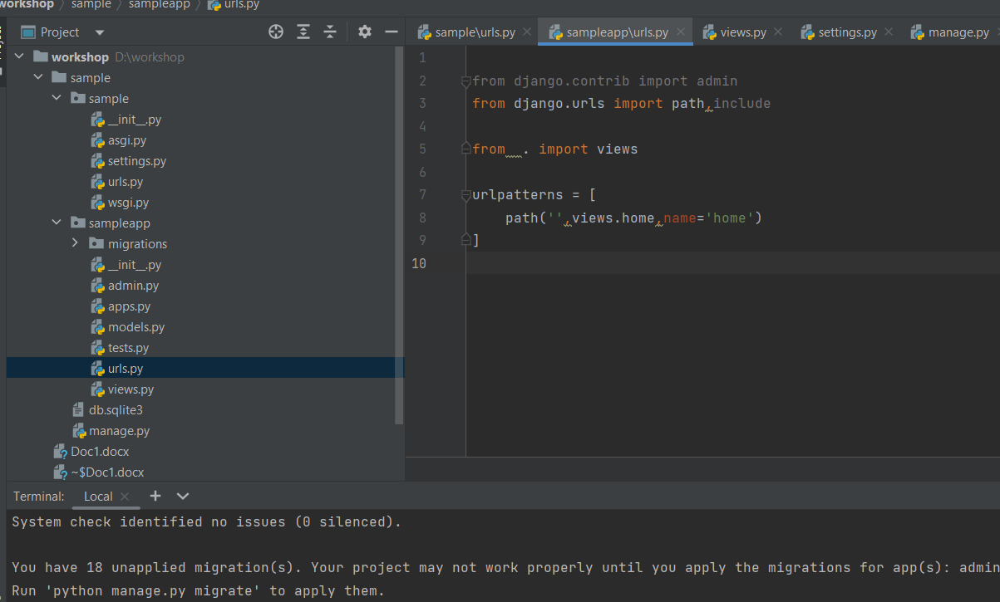 workshop sample sampleapp urls.py
Project
sample\urls.py sampleapp\urls.py views.py settings.py manage.py
workshop D:\workshop
sample
sample
__init__.py
asgi.py
settings.py
urls.py
wsgi.py
sampleapp
migrations
__init__.py
admin.py
apps.py
models.py
tests.py
urls.py
views.py
db.sqlite3
manage.py
Doc1.docx
~$Doc1.docx
1
2 from django.contrib import admin
3 from django.urls import path,include
4
5 from  . import views
6
7 urlpatterns = [
8     path('',views.home,name='home')
9 ]
10
Terminal: Local
System check identified no issues (0 silenced).
You have 18 unapplied migration(s). Your project may not work properly until you apply the migrations for app(s): admin
Run 'python manage.py migrate' to apply them.